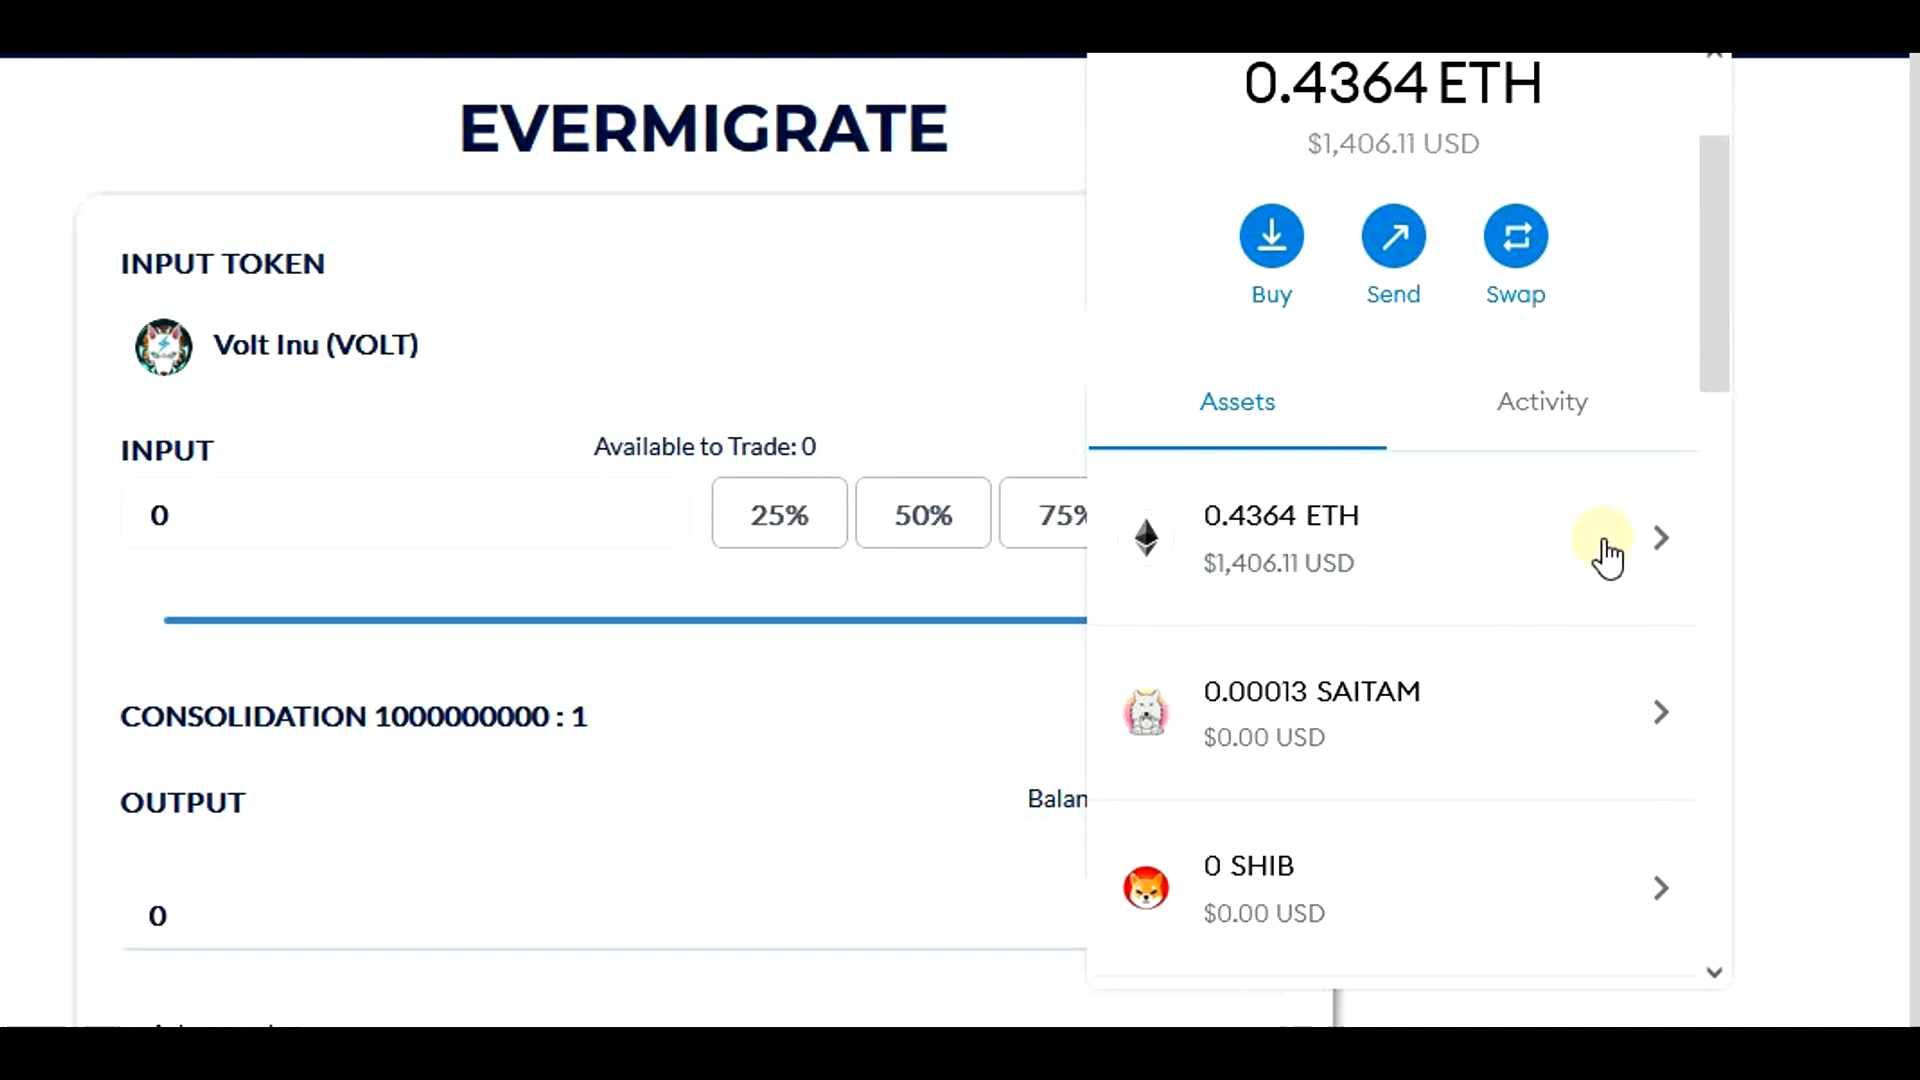 EVERMIGRATE
INPUT TOKEN
Volt Inu (VOLT)
INPUT
Available to Trade: 0
0
25%
50%
75%
CONSOLIDATION 1000000000 : 1
OUTPUT
Balan
0
0.4364 ETH
$1,406.11 USD
Buy
Send
Swap
Assets
Activity
0.4364 ETH
$1,406.11 USD
0.00013 SAITAM
$0.00 USD
0 SHIB
$0.00 USD